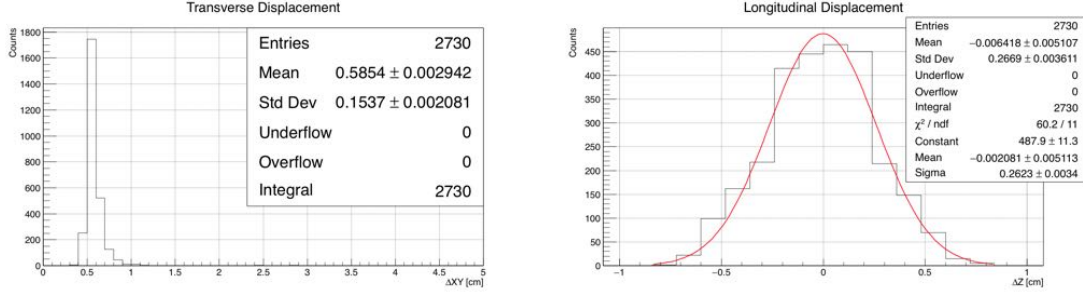 Transverse Displacement
Counts
1800
1600
1400
1200
1000
800
600
400
200
0
0 0.5 1 1.5 2 2.5 3 3.5 4 4.5 5
ΔXY [cm]
Entries 2730
Mean 0.5854 ± 0.002942
Std Dev 0.1537 ± 0.002081
Underflow 0
Overflow 0
Integral 2730
Longitudinal Displacement
Counts
450
400
350
300
250
200
150
100
50
0
−1 −0.5 0 0.5 1
ΔZ [cm]
Entries 2730
Mean −0.006418 ± 0.005107
Std Dev 0.2669 ± 0.003611
Underflow 0
Overflow 0
Integral 2730
χ² / ndf 60.2 / 11
Constant 487.9 ± 11.3
Mean −0.002081 ± 0.005113
Sigma 0.2623 ± 0.0034